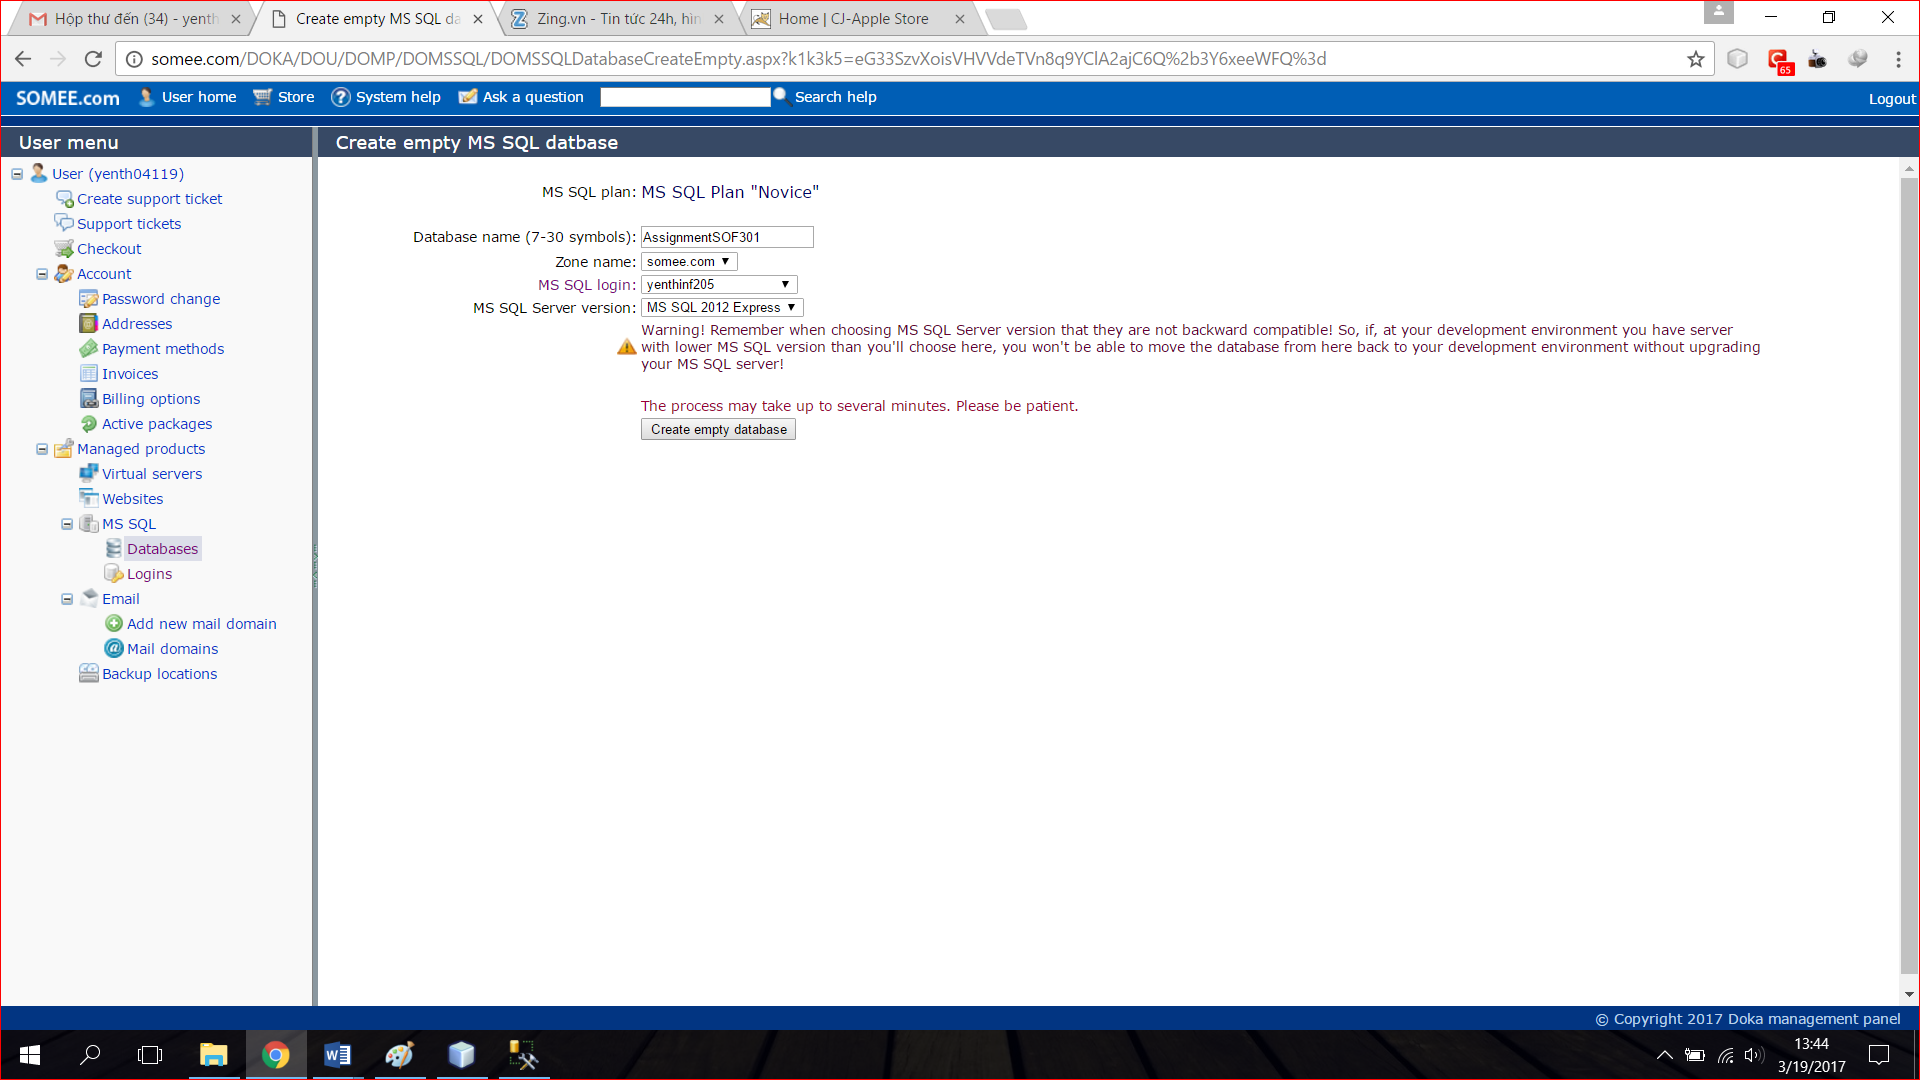 Hộp thư đến (34) - yenth
Create empty MS SQL da
Zing.vn - Tin tức 24h, hìn
Home | CJ-Apple Store
somee.com/DOKA/DOU/DOMP/DOMSSQL/DOMSSQLDatabaseCreateEmpty.aspx?k1k3k5=eG33SzvXoisVHVVdeTVn8q9YClA2ajC6Q%2b3Y6xeeWFQ%3d
65
SOMEE.com
User home
Store
System help
Ask a question
Search help
Logout
User menu
User (yenth04119)
Create support ticket
Support tickets
Checkout
Account
Password change
Addresses
Payment methods
Invoices
Billing options
Active packages
Managed products
Virtual servers
Websites
MS SQL
Databases
Logins
Email
Add new mail domain
Mail domains
Backup locations
Create empty MS SQL datbase
MS SQL plan: MS SQL Plan "Novice"
Database name (7-30 symbols): AssignmentSOF301
Zone name: somee.com
MS SQL login: yenthinf205
MS SQL Server version: MS SQL 2012 Express
Warning! Remember when choosing MS SQL Server version that they are not backward compatible! So, if, at your development environment you have server
with lower MS SQL version than you'll choose here, you won't be able to move the database from here back to your development environment without upgrading
your MS SQL server!
The process may take up to several minutes. Please be patient.
Create empty database
© Copyright 2017 Doka management panel
13:44
3/19/2017